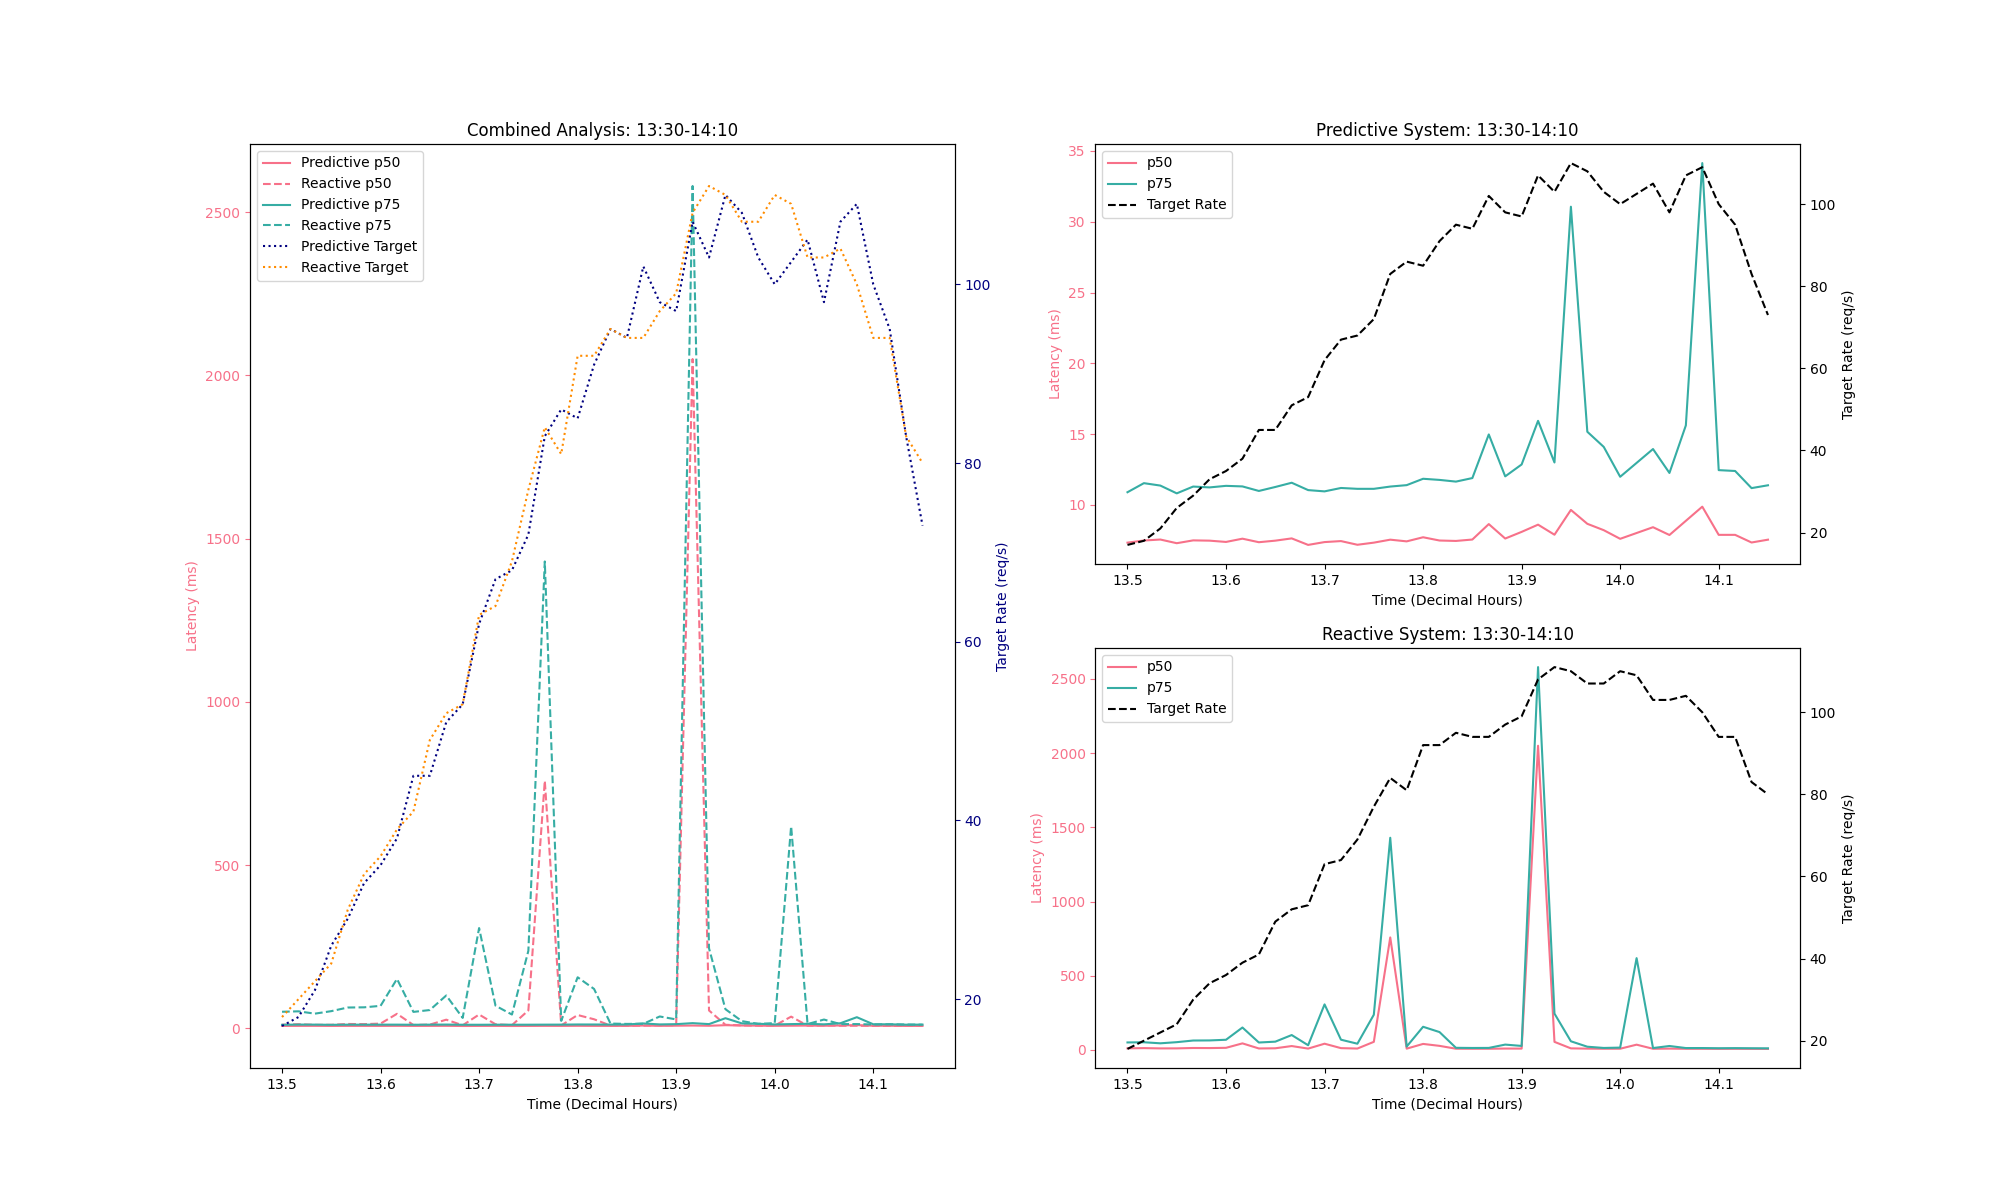 Combined Analysis: 13:30-14:10
Predictive p50
Reactive p50
Predictive p75
Reactive p75
Predictive Target
Reactive Target
2500
2000
1500
1000
500
0
Latency (ms)
100
80
60
40
20
Target Rate (req/s)
13.5 13.6 13.7 13.8 13.9 14.0 14.1
Time (Decimal Hours)
Predictive System: 13:30-14:10
p50
p75
Target Rate
35
30
25
20
15
10
Latency (ms)
100
80
60
40
20
Target Rate (req/s)
13.5 13.6 13.7 13.8 13.9 14.0 14.1
Time (Decimal Hours)
Reactive System: 13:30-14:10
p50
p75
Target Rate
2500
2000
1500
1000
500
0
Latency (ms)
100
80
60
40
20
Target Rate (req/s)
13.5 13.6 13.7 13.8 13.9 14.0 14.1
Time (Decimal Hours)